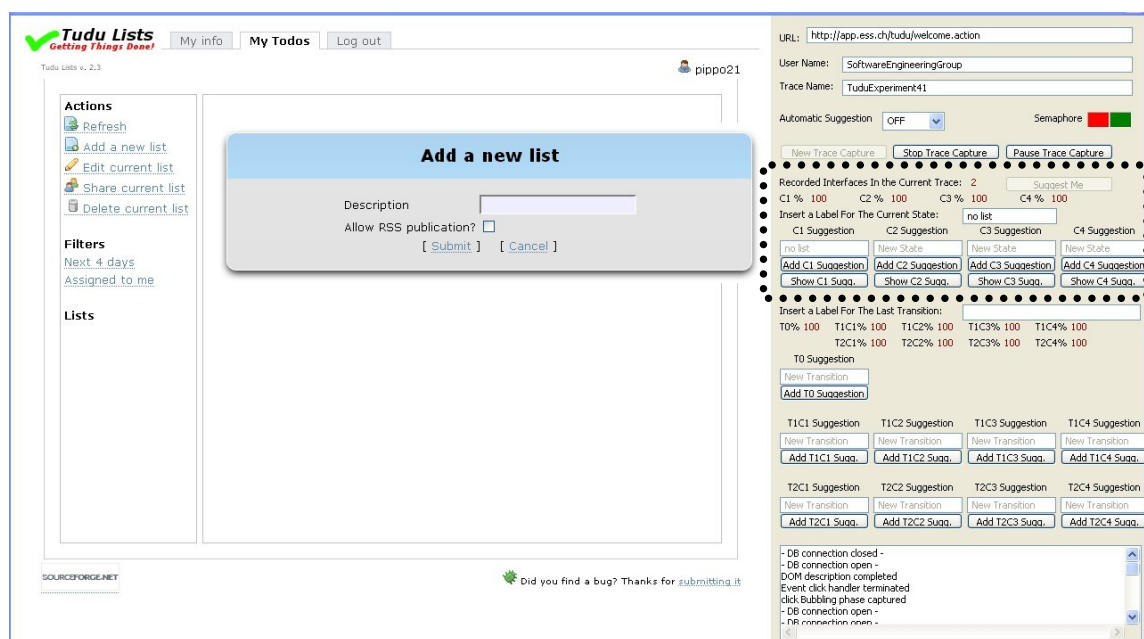 Tudu Lists
Getting Things Done!
My info
My Todos
Log out
Tudu Lists v. 2.3
pippo21
Actions
Refresh
Add a new list
Edit current list
Share current list
Delete current list
Filters
Next 4 days
Assigned to me
Lists
Add a new list
Description
Allow RSS publication?
[ Submit ] [ Cancel ]
SOURCEFORGE.NET
Did you find a bug? Thanks for submitting it
URL: http://app.ess.ch/tudu/welcome.action
User Name: SoftwareEngineeringGroup
Trace Name: TuduExperiment41
Automatic Suggestion OFF Semaphore
New Trace Capture Stop Trace Capture Pause Trace Capture
Recorded Interfaces In the Current Trace: 2 Suggest Me
C1 % 100 C2 % 100 C3 % 100 C4 % 100
Insert a Label For The Current State: no list
C1 Suggestion C2 Suggestion C3 Suggestion C4 Suggestion
no list New State New State New State
Add C1 Suggestion Add C2 Suggestion Add C3 Suggestion Add C4 Suggestion
Show C1 Sugg. Show C2 Sugg. Show C3 Sugg. Show C4 Sugg.
Insert a Label For The Last Transition:
T0% 100 T1C1% 100 T1C2% 100 T1C3% 100 T1C4% 100
T2C1% 100 T2C2% 100 T2C3% 100 T2C4% 100
T0 Suggestion
New Transition
Add T0 Suggestion
T1C1 Suggestion T1C2 Suggestion T1C3 Suggestion T1C4 Suggestion
New Transition New Transition New Transition New Transition
Add T1C1 Sugg. Add T1C2 Sugg. Add T1C3 Sugg. Add T1C4 Sugg.
T2C1 Suggestion T2C2 Suggestion T2C3 Suggestion T2C4 Suggestion
New Transition New Transition New Transition New Transition
Add T2C1 Sugg. Add T2C2 Sugg. Add T2C3 Sugg. Add T2C4 Sugg.
- DB connection closed -
- DB connection open -
DOM description completed
Event click handler terminated
click Bubbling phase captured
- DB connection open -
- DB connection open -